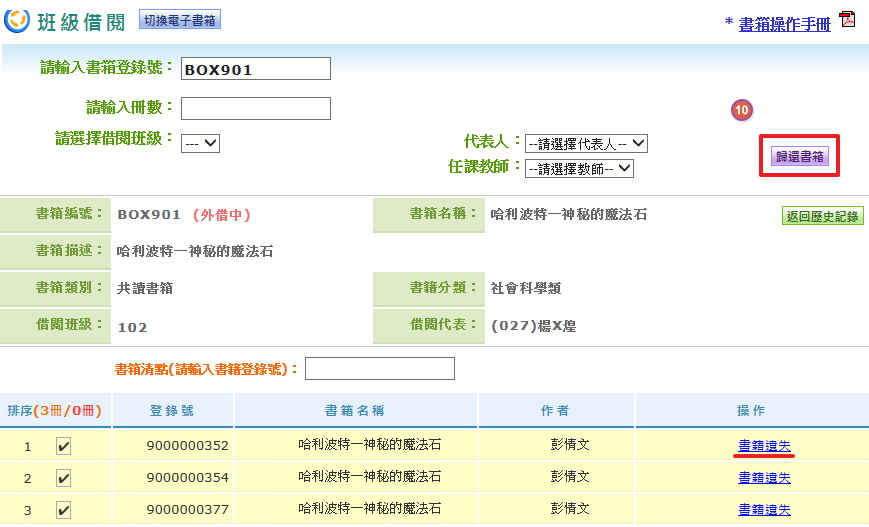 班級借閱 切換電子書箱 * 書箱操作手冊
請輸入書箱登錄號： BOX901
請輸入冊數：
10
請選擇借閱班級： --- 代表人： --請選擇代表人--
任課教師： --請選擇教師--
歸還書箱
書箱編號： BOX901 (外借中) 書箱名稱： 哈利波特—神秘的魔法石 返回歷史記錄
書箱描述： 哈利波特—神秘的魔法石
書箱類別： 共讀書箱 書籍分類： 社會科學類
借閱班級： 102 借閱代表： (027)楊X煌
書箱清點(請輸入書籍登錄號)：
排序(3冊/0冊) 登錄號 書籍名稱 作者 操作
1 9000000352 哈利波特—神秘的魔法石 彭倩文 書籍遺失
2 9000000354 哈利波特—神秘的魔法石 彭倩文 書籍遺失
3 9000000377 哈利波特—神秘的魔法石 彭倩文 書籍遺失